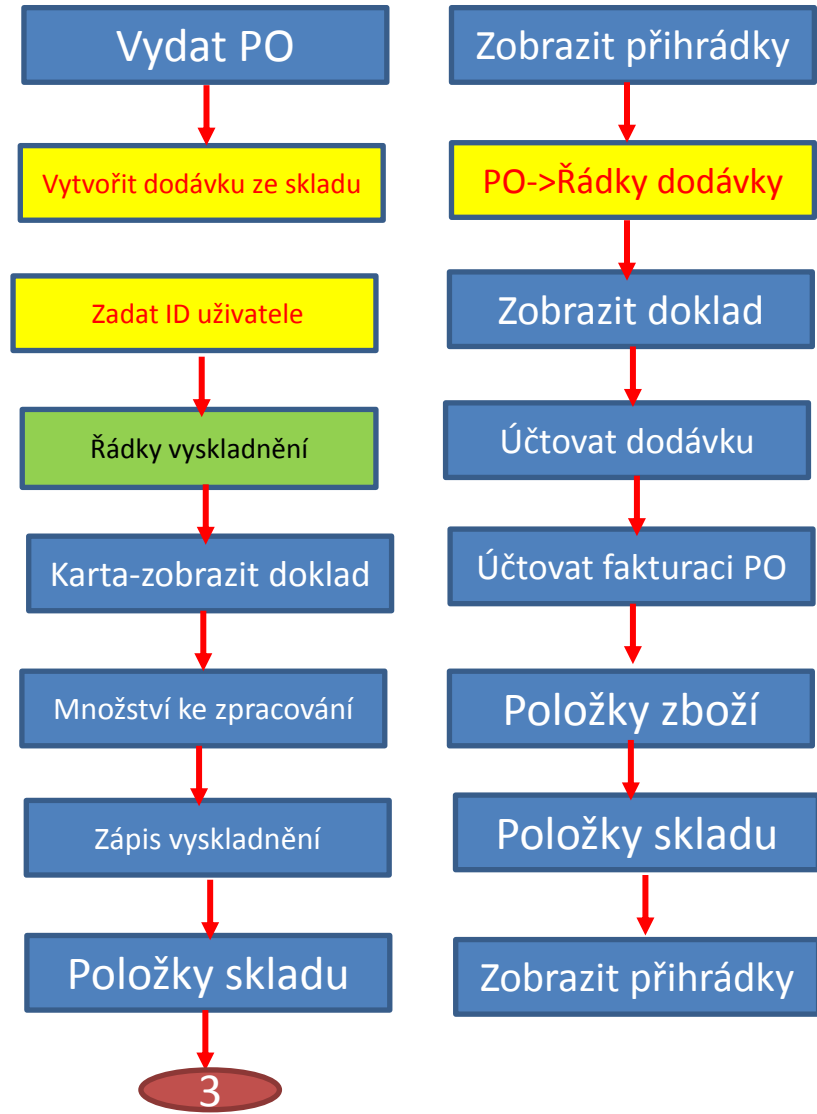 Vydat PO
Vytvořit dodávku ze skladu
Zadat ID uživatele
Řádky vyskladnění
Karta-zobrazit doklad
Množství ke zpracování
Zápis vyskladnění
Položky skladu
3
Zobrazit přihrádky
PO->Řádky dodávky
Zobrazit doklad
Účtovat dodávku
Účtovat fakturaci PO
Položky zboží
Položky skladu
Zobrazit přihrádky